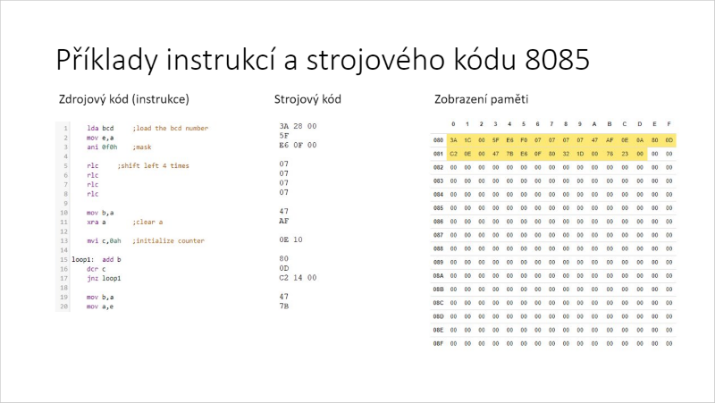 Příklady instrukcí a strojového kódu 8085
Zdrojový kód (instrukce)
1 lda bcd ;load the bcd number
2 mov e,a
3 ani 0f0h ;mask
4
5 rlc ;shift left 4 times
6 rlc
7 rlc
8 rlc
9
10 mov b,a
11 xra a ;clear a
12
13 mvi c,0ah ;initialize counter
14
15 loop1: add b
16 dcr c
17 jnz loop1
18
19 mov b,a
20 mov a,e
Strojový kód
3A 28 00
5F
E6 0F 00
07
07
07
07
47
AF
0E 10
80
0D
C2 14 00
47
7B
Zobrazení paměti
0 1 2 3 4 5 6 7 8 9 A B C D E F
000 3A 1C 00 5F E6 F0 07 07 07 07 47 AF 0E 0A 80 0D
001 C2 0E 00 47 7B E6 0F 80 32 1D 00 76 23 00 00 00
002 00 00 00 00 00 00 00 00 00 00 00 00 00 00 00 00
003 00 00 00 00 00 00 00 00 00 00 00 00 00 00 00 00
004 00 00 00 00 00 00 00 00 00 00 00 00 00 00 00 00
005 00 00 00 00 00 00 00 00 00 00 00 00 00 00 00 00
006 00 00 00 00 00 00 00 00 00 00 00 00 00 00 00 00
007 00 00 00 00 00 00 00 00 00 00 00 00 00 00 00 00
008 00 00 00 00 00 00 00 00 00 00 00 00 00 00 00 00
009 00 00 00 00 00 00 00 00 00 00 00 00 00 00 00 00
00A 00 00 00 00 00 00 00 00 00 00 00 00 00 00 00 00
00B 00 00 00 00 00 00 00 00 00 00 00 00 00 00 00 00
00C 00 00 00 00 00 00 00 00 00 00 00 00 00 00 00 00
00D 00 00 00 00 00 00 00 00 00 00 00 00 00 00 00 00
00E 00 00 00 00 00 00 00 00 00 00 00 00 00 00 00 00
00F 00 00 00 00 00 00 00 00 00 00 00 00 00 00 00 00